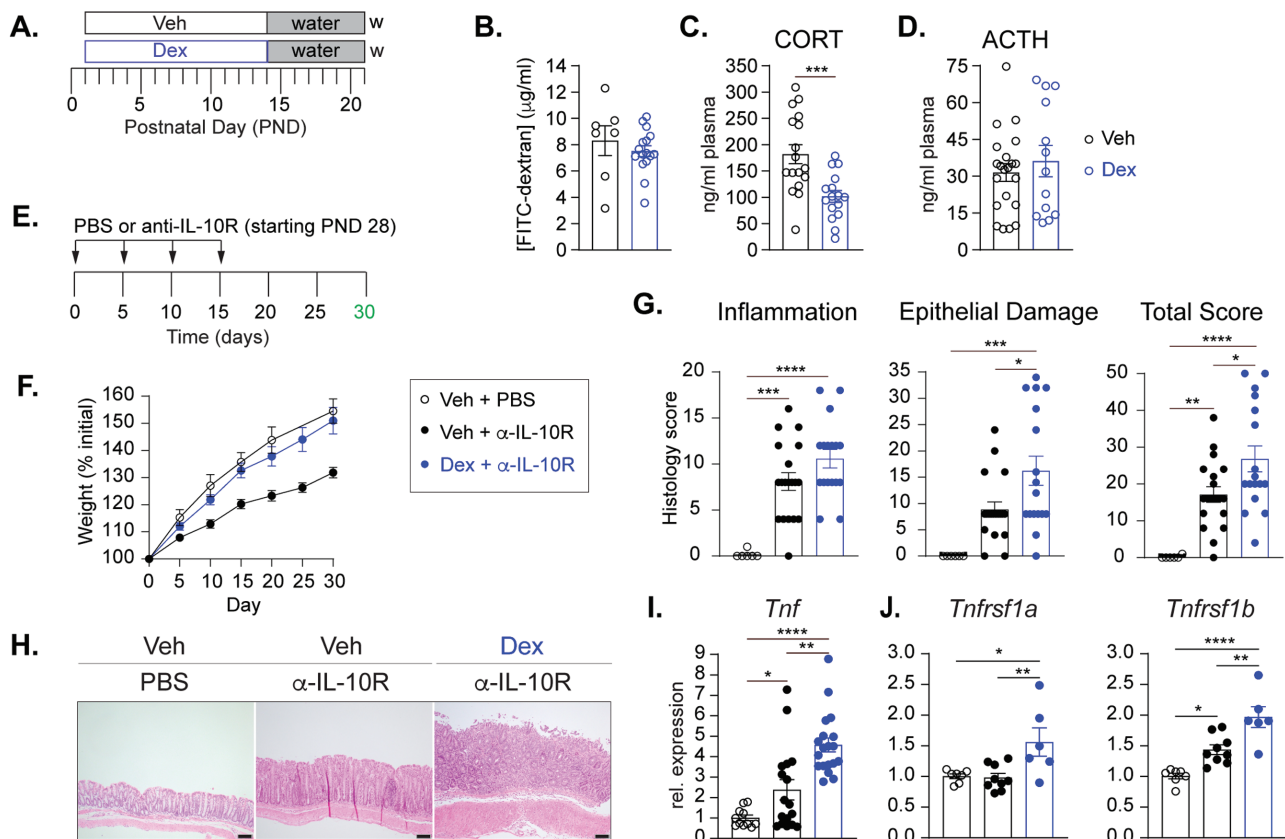 A.
Veh water w
Dex water w
0 5 10 15 20
Postnatal Day (PND)
B.
[FITC-dextran] (μg/ml)
14
12
10
8
6
4
2
0
C.
CORT
***
ng/ml plasma
350
300
250
200
150
100
50
0
D.
ACTH
ng/ml plasma
75
60
45
30
15
0
Veh
Dex
E.
PBS or anti-IL-10R (starting PND 28)
0 5 10 15 20 25 30
Time (days)
F.
Weight (% initial)
160
150
140
130
120
110
100
0 5 10 15 20 25 30
Day
Veh + PBS
Veh + α-IL-10R
Dex + α-IL-10R
G.
Inflammation
****
***
Histology score
20
15
10
5
0
Epithelial Damage
***
*
35
30
25
20
15
10
5
0
Total Score
****
*
**
50
40
30
20
10
0
H.
Veh Veh Dex
PBS α-IL-10R α-IL-10R
I.
Tnf
****
**
*
rel. expression
9
8
7
6
5
4
3
2
1
0
J.
Tnfrsf1a
*
**
3.0
2.5
2.0
1.5
1.0
0.5
0
Tnfrsf1b
****
**
*
3.0
2.5
2.0
1.5
1.0
0.5
0